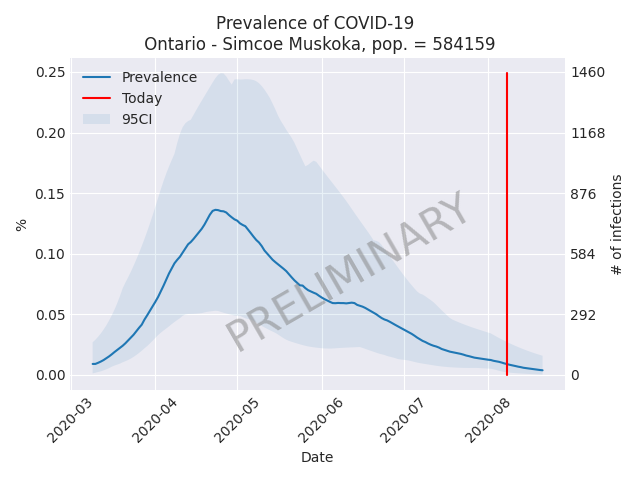 Prevalence of COVID-19
Ontario - Simcoe Muskoka, pop. = 584159
0.25
0.20
0.15
0.10
0.05
0.00
%
Prevalence
Today
95CI
PRELIMINARY
1460
1168
876
584
292
0
# of infections
2020-03
2020-04
2020-05
2020-06
2020-07
2020-08
Date